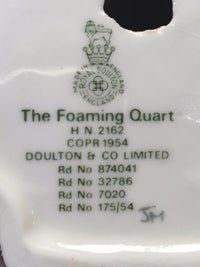 MADE IN ENGLAND
ROYAL DOULTON
ENGLAND
The Foaming Quart
H N 2162
COPR 1954
DOULTON & CO LIMITED
Rd No 874041
Rd No 32786
Rd No 7020
Rd No 175/54
JM